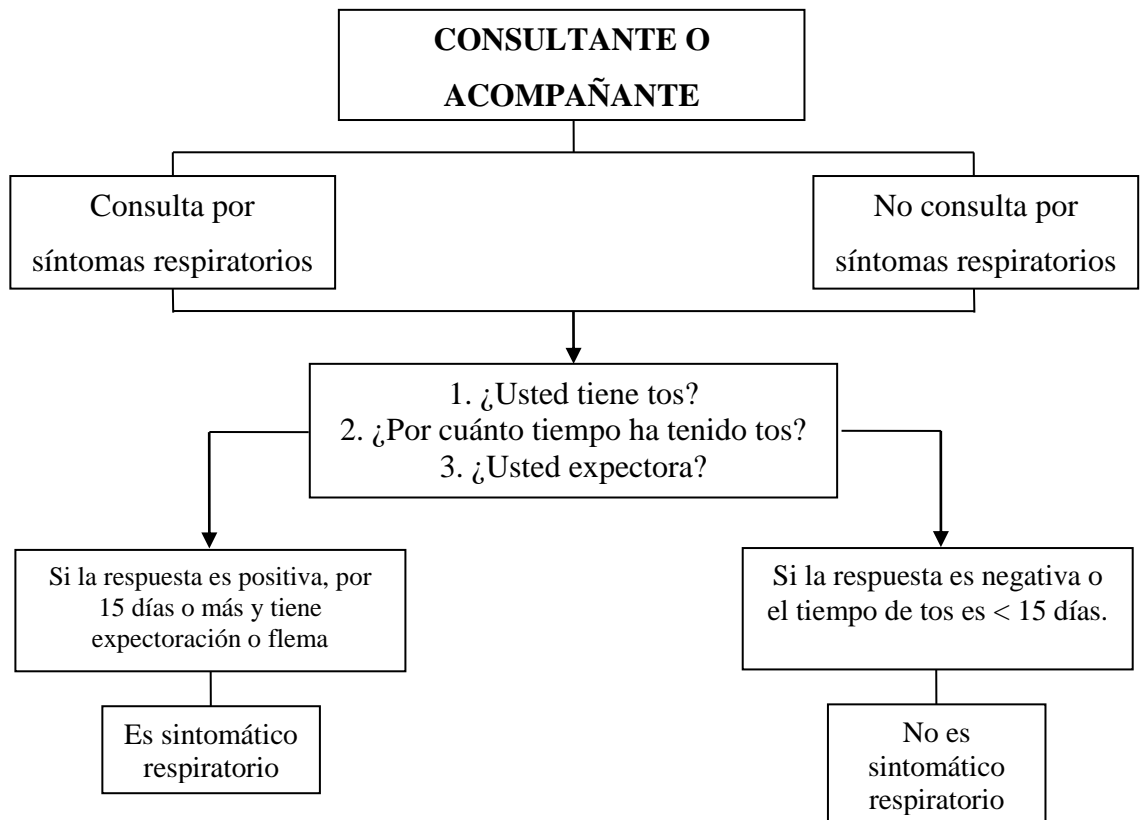 CONSULTANTE O
ACOMPAÑANTE
Consulta por
síntomas respiratorios
No consulta por
síntomas respiratorios
1. ¿Usted tiene tos?
2. ¿Por cuánto tiempo ha tenido tos?
3. ¿Usted expectora?
Si la respuesta es positiva, por
15 días o más y tiene
expectoración o flema
Si la respuesta es negativa o
el tiempo de tos es < 15 días.
Es sintomático
respiratorio
No es
sintomático
respiratorio